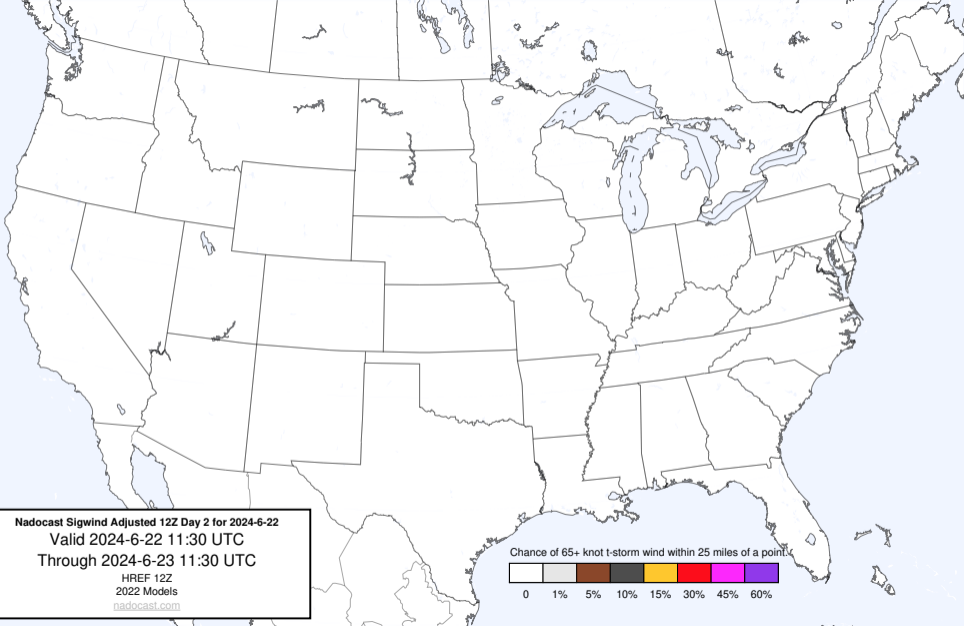 Nadocast Sigwind Adjusted 12Z Day 2 for 2024-6-22
Valid 2024-6-22 11:30 UTC
Through 2024-6-23 11:30 UTC
HREF 12Z
2022 Models
nadocast.com
Chance of 65+ knot t-storm wind within 25 miles of a point.
0 1% 5% 10% 15% 30% 45% 60%